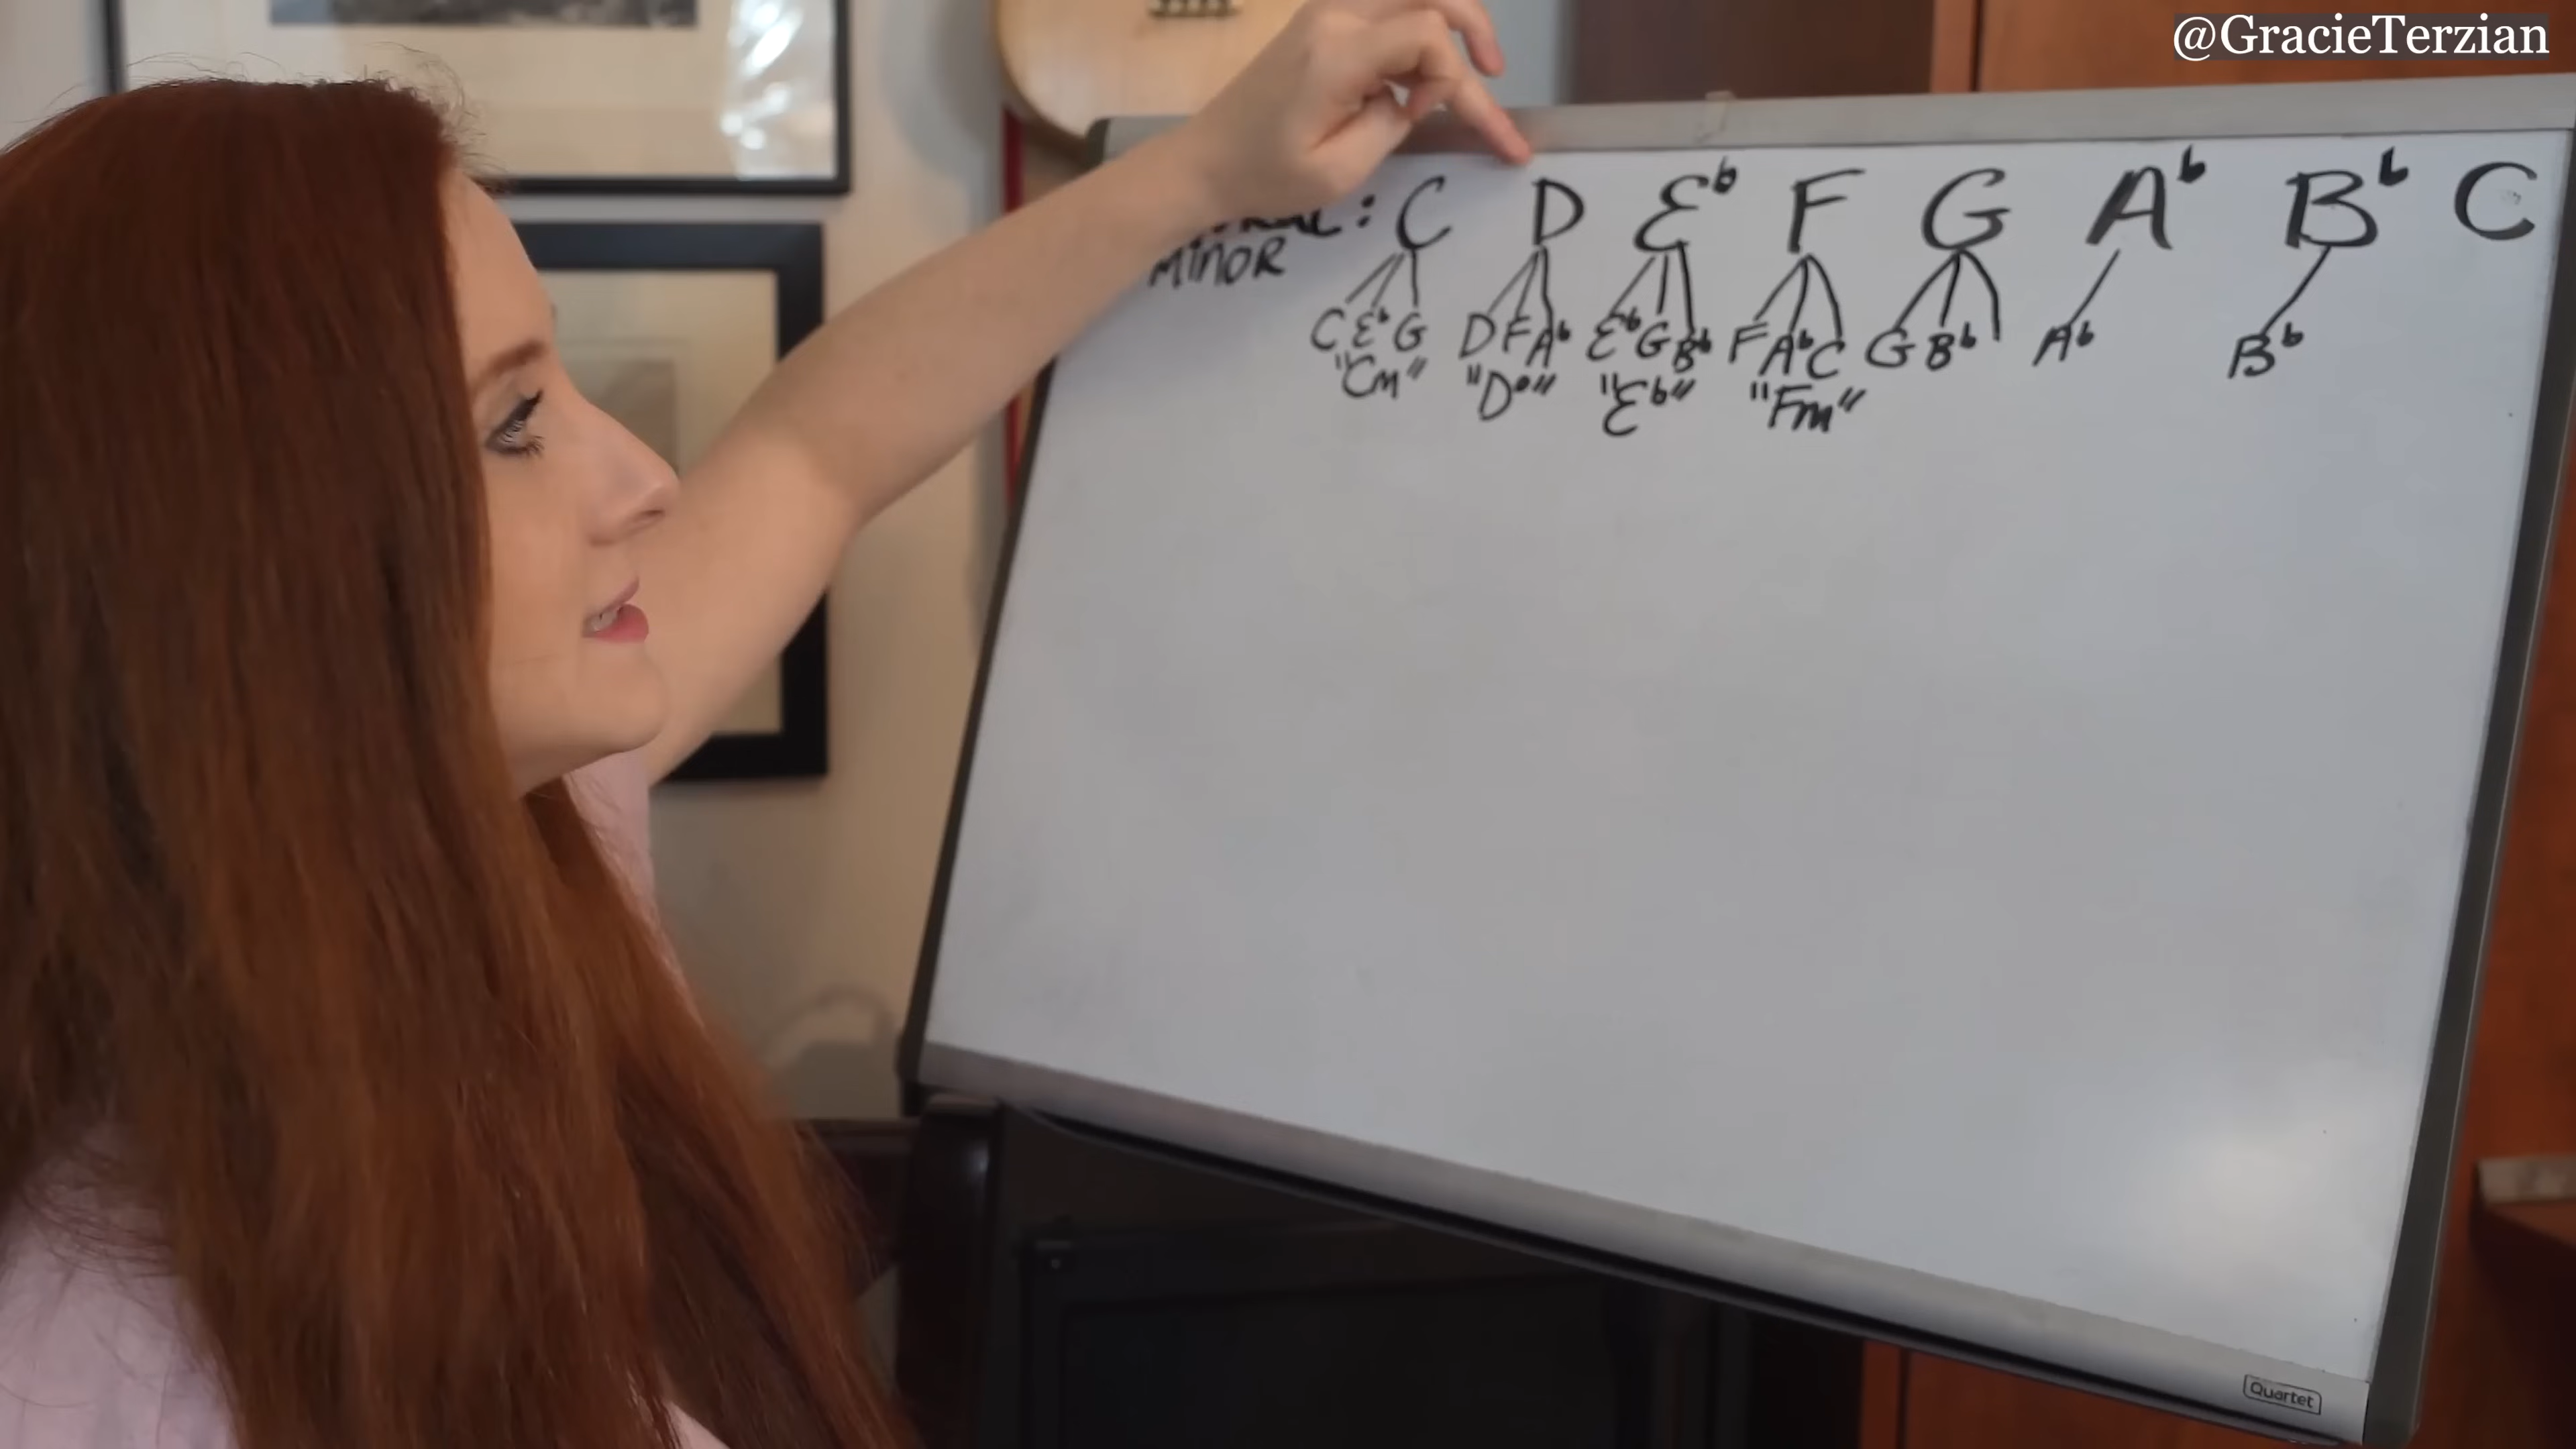 @GracieTerzian
: C D E♭ F G A♭ B♭ C
MINOR
C E♭ G D F A♭ E♭ G B♭ F A♭ C G B♭ A♭ B♭
"Cm" "D°" "E♭" "Fm"
Quartet